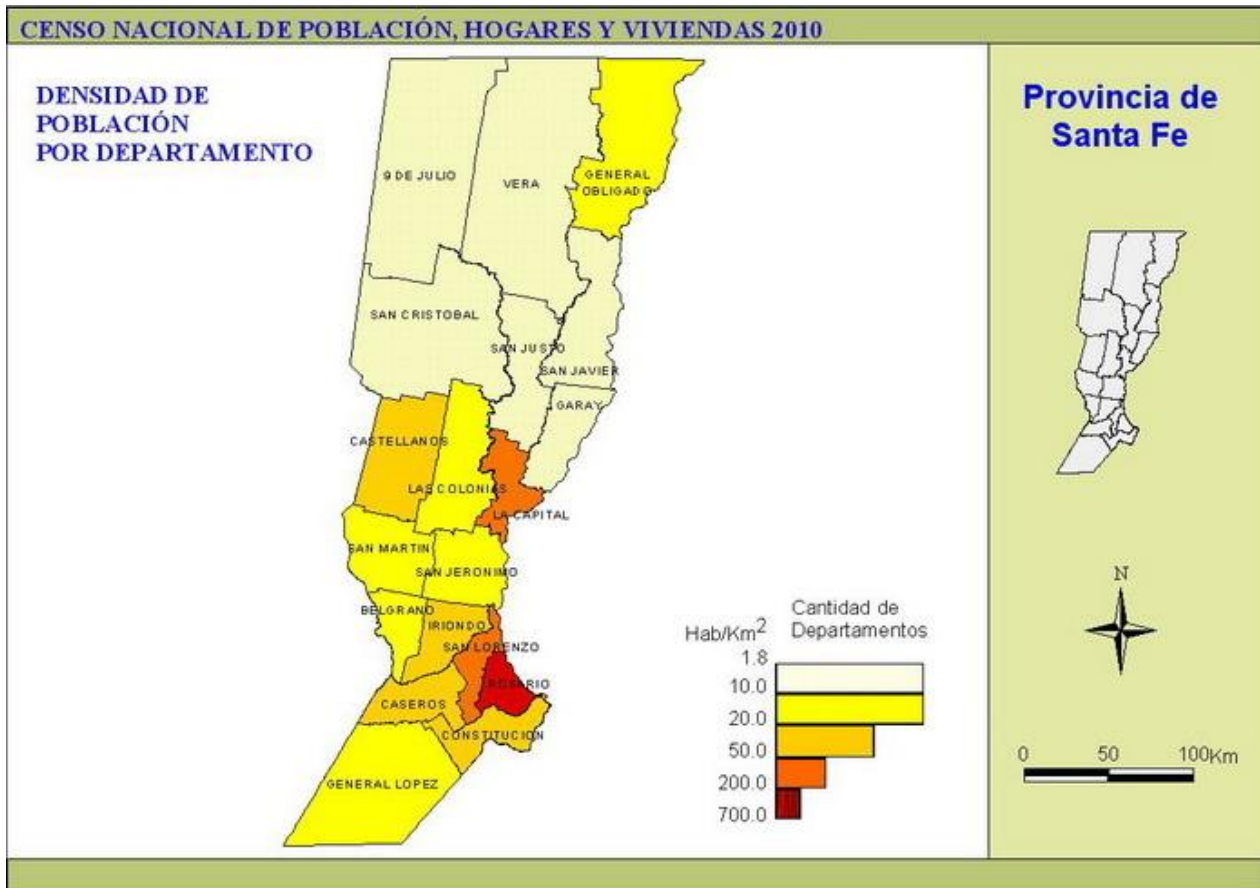 CENSO NACIONAL DE POBLACIÓN, HOGARES Y VIVIENDAS 2010
DENSIDAD DE
POBLACIÓN
POR DEPARTAMENTO
9 DE JULIO
VERA
GENERAL
OBLIGADO
SAN CRISTOBAL
SAN JUSTO
SAN JAVIER
GARAY
CASTELLANOS
LAS COLONIAS
LA CAPITAL
SAN MARTIN
SAN JERONIMO
BELGRANO
IRIONDO
SAN LORENZO
ROSARIO
CASEROS
CONSTITUCION
GENERAL LOPEZ
Hab/Km²
Cantidad de
Departamentos
1.8
10.0
20.0
50.0
200.0
700.0
Provincia de
Santa Fe
N
0 50 100Km